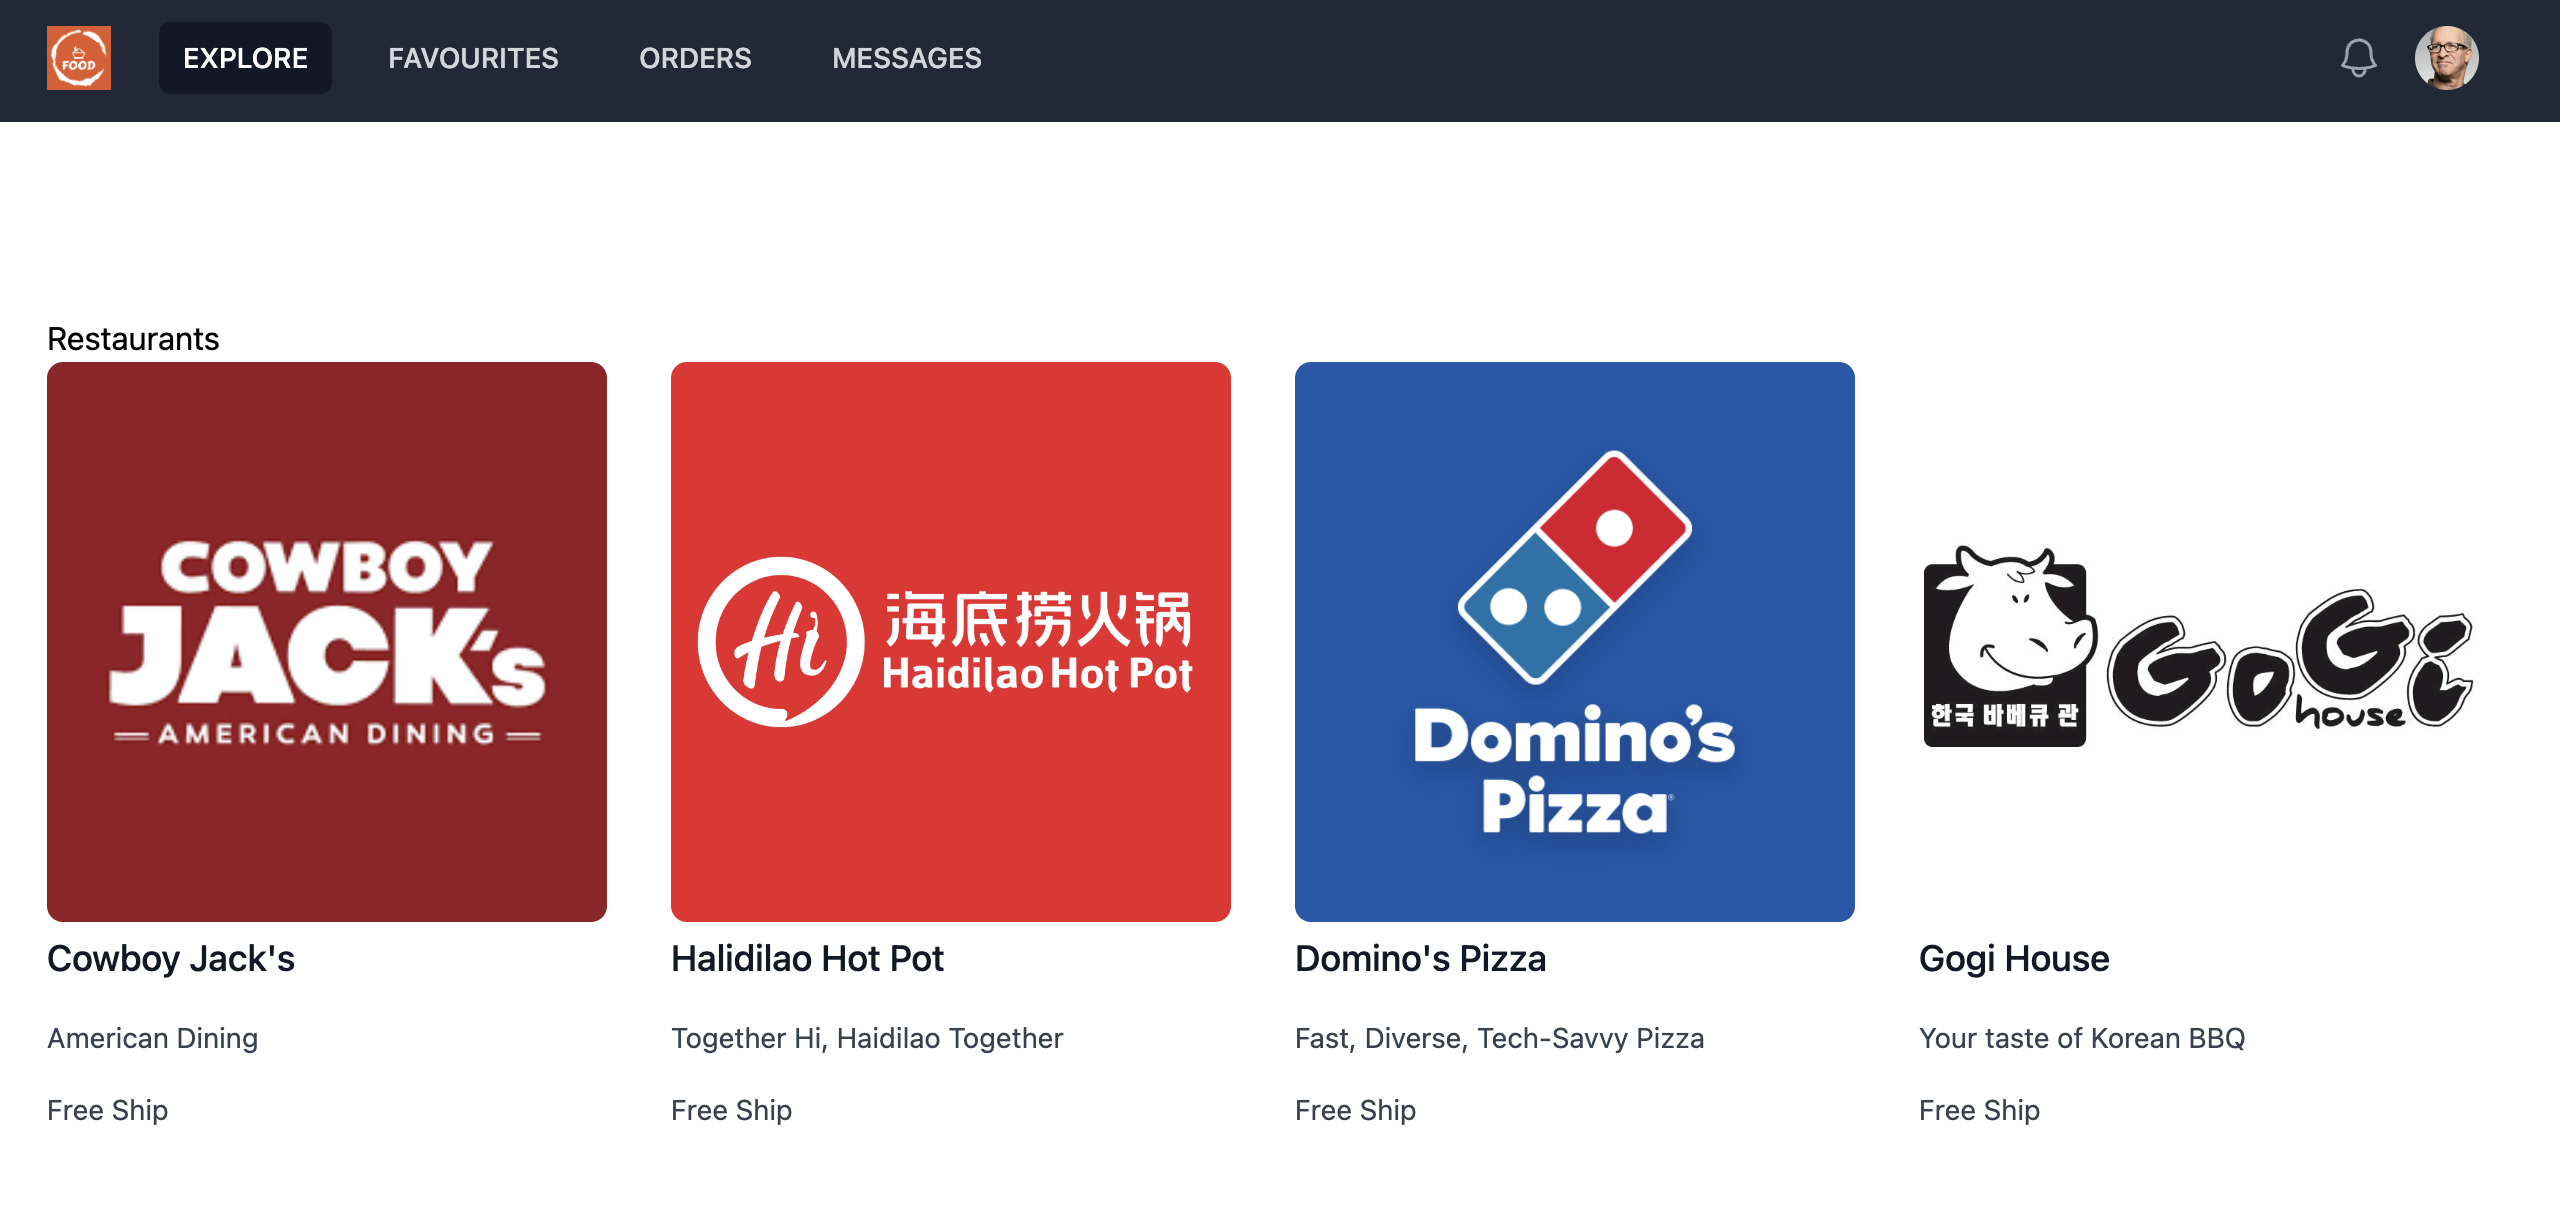 FOOD
EXPLORE
FAVOURITES
ORDERS
MESSAGES
Restaurants
COWBOY
JACK's
AMERICAN DINING
Hi
海底捞火锅
Haidilao Hot Pot
Domino's
Pizza
한국 바베큐 관
GoGi
house
Cowboy Jack's
Halidilao Hot Pot
Domino's Pizza
Gogi House
American Dining
Together Hi, Haidilao Together
Fast, Diverse, Tech-Savvy Pizza
Your taste of Korean BBQ
Free Ship
Free Ship
Free Ship
Free Ship